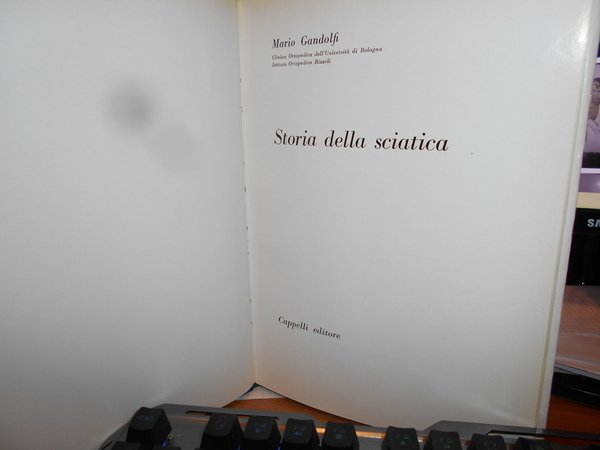 Mario Gandolfi
Clinica Ortopedica dell'Università di Bologna
Istituto Ortopedico Rizzoli
Storia della sciatica
Cappelli editore